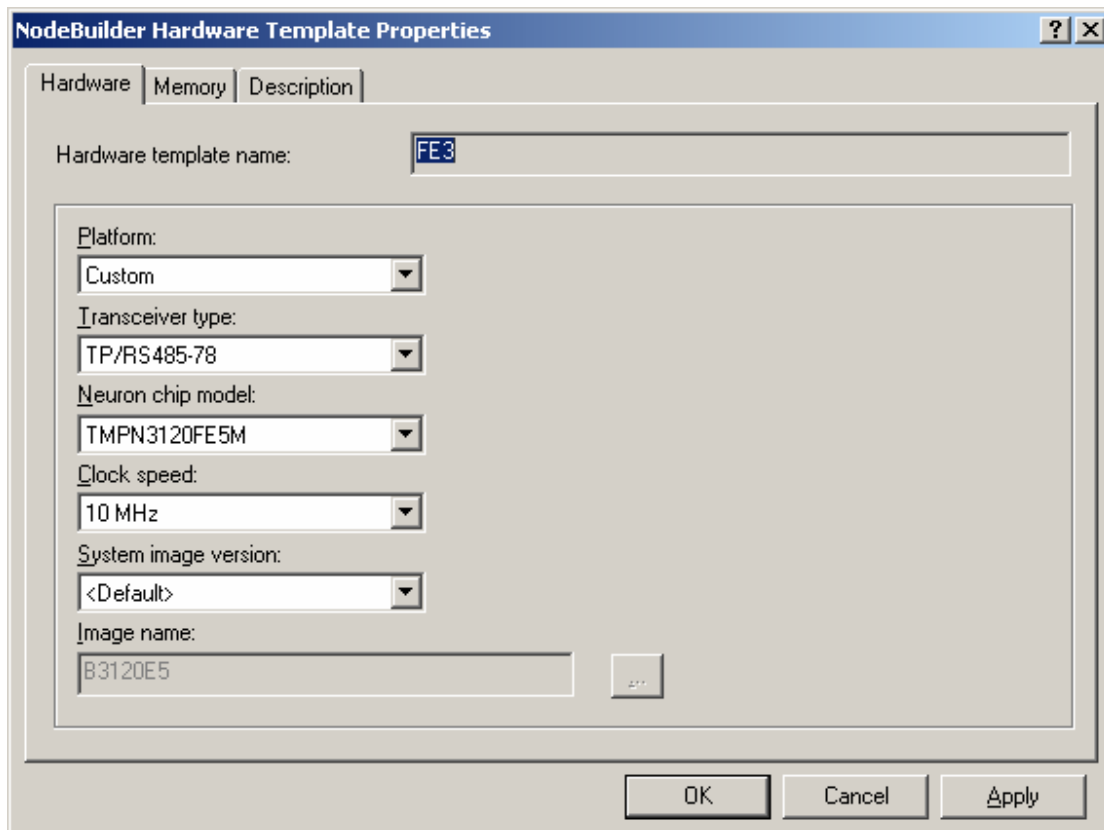 NodeBuilder Hardware Template Properties
Hardware Memory Description
Hardware template name: FE3
Platform:
Custom
Transceiver type:
TP/RS485-78
Neuron chip model:
TMPN3120FE5M
Clock speed:
10 MHz
System image version:
<Default>
Image name:
B3120E5
...
OK Cancel Apply